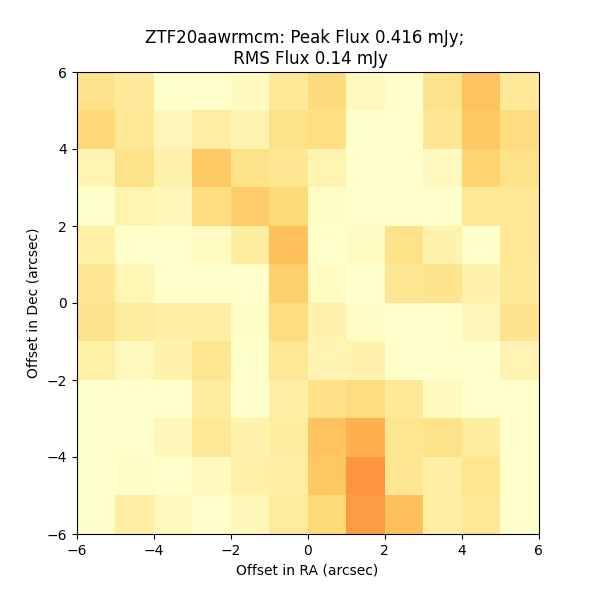 ZTF20aawrmcm: Peak Flux 0.416 mJy;
RMS Flux 0.14 mJy
6
4
2
0
−2
−4
−6
Offset in Dec (arcsec)
−6 −4 −2 0 2 4 6
Offset in RA (arcsec)